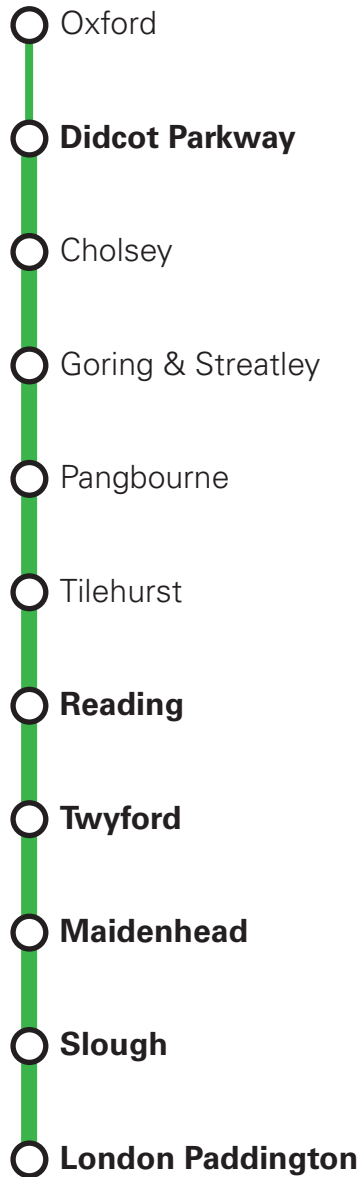 Oxford
Didcot Parkway
Cholsey
Goring & Streatley
Pangbourne
Tilehurst
Reading
Twyford
Maidenhead
Slough
London Paddington